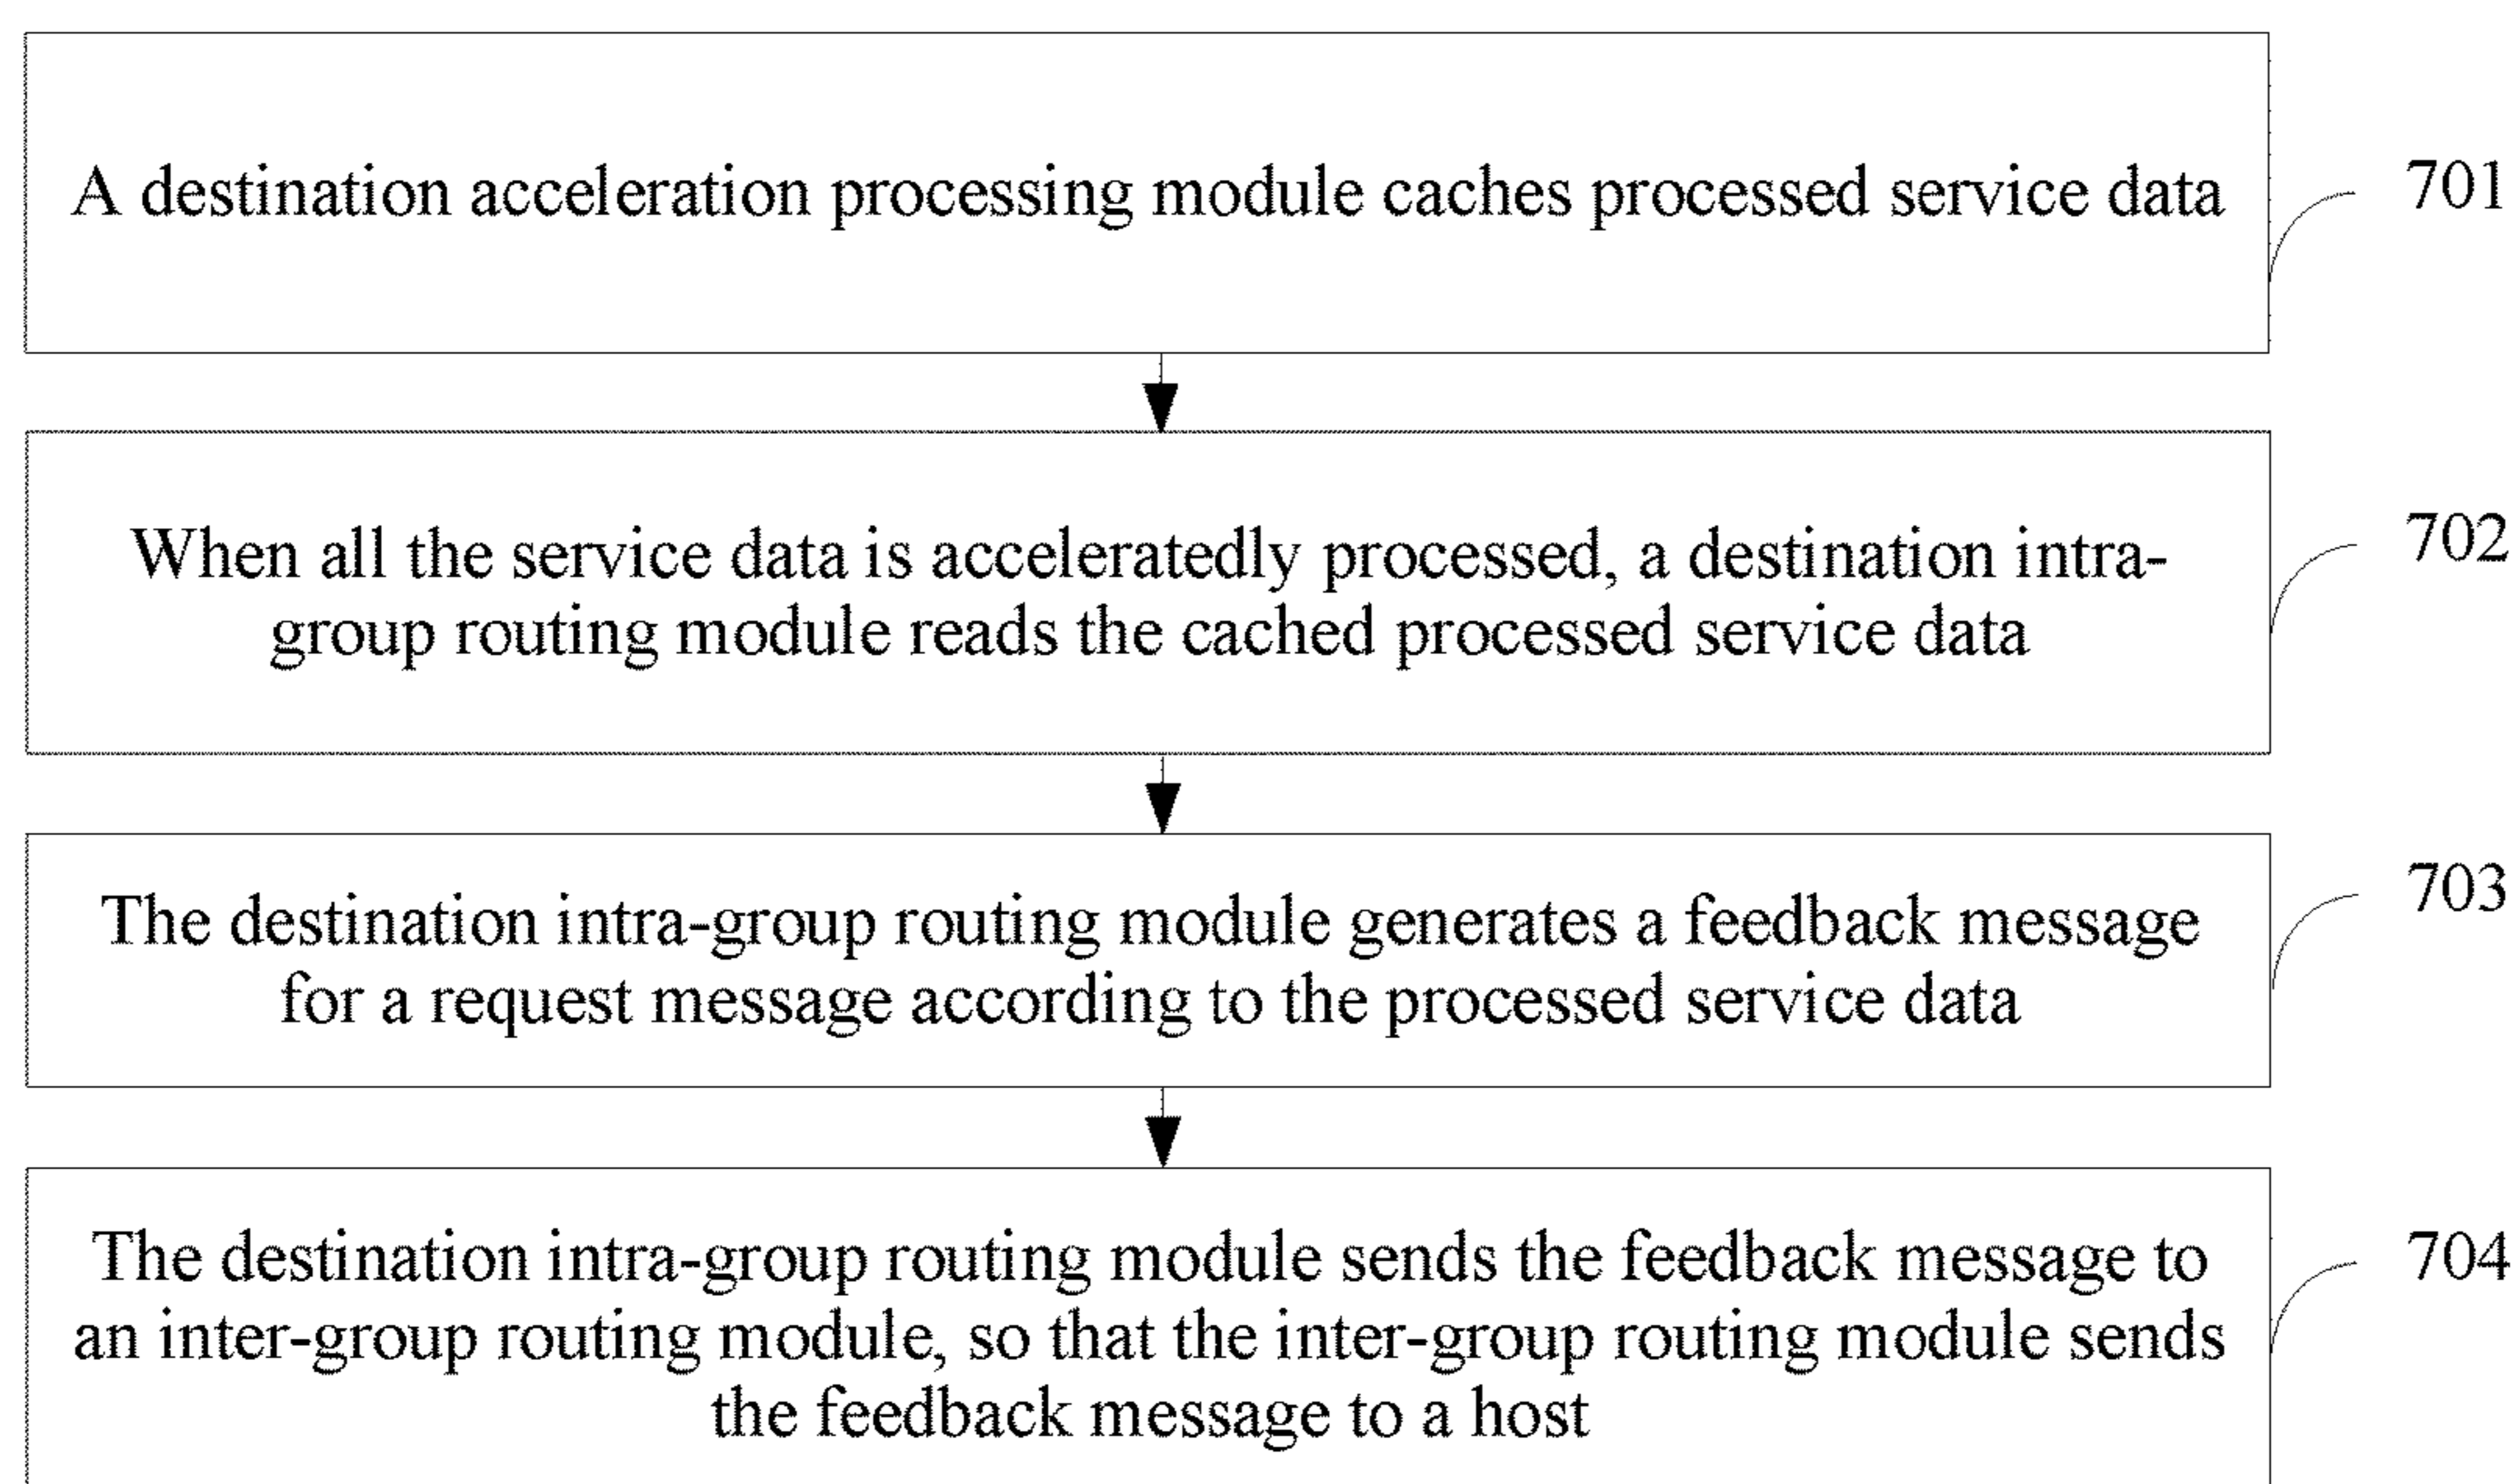 A destination acceleration processing module caches processed service data
701
When all the service data is acceleratedly processed, a destination intra-
group routing module reads the cached processed service data
702
The destination intra-group routing module generates a feedback message
for a request message according to the processed service data
703
The destination intra-group routing module sends the feedback message to
an inter-group routing module, so that the inter-group routing module sends
the feedback message to a host
704